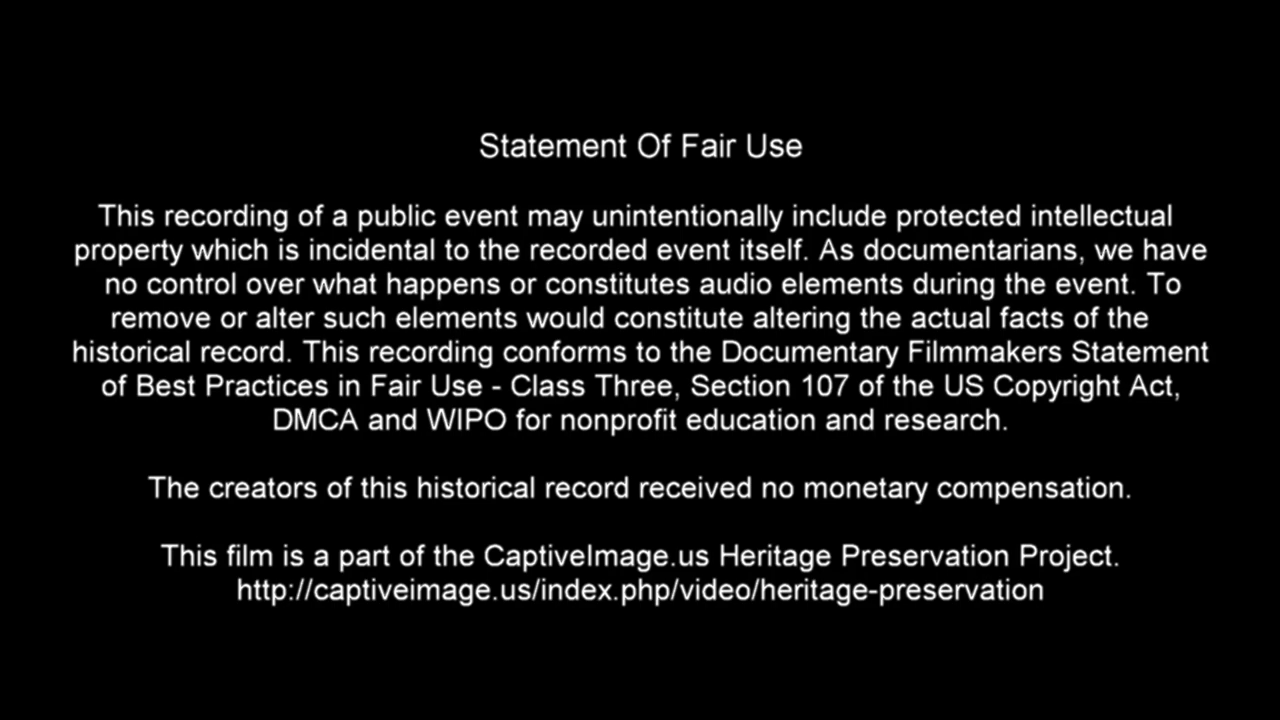 Statement Of Fair Use
This recording of a public event may unintentionally include protected intellectual
property which is incidental to the recorded event itself. As documentarians, we have
no control over what happens or constitutes audio elements during the event. To
remove or alter such elements would constitute altering the actual facts of the
historical record. This recording conforms to the Documentary Filmmakers Statement
of Best Practices in Fair Use - Class Three, Section 107 of the US Copyright Act,
DMCA and WIPO for nonprofit education and research.
The creators of this historical record received no monetary compensation.
This film is a part of the CaptiveImage.us Heritage Preservation Project.
http://captiveimage.us/index.php/video/heritage-preservation